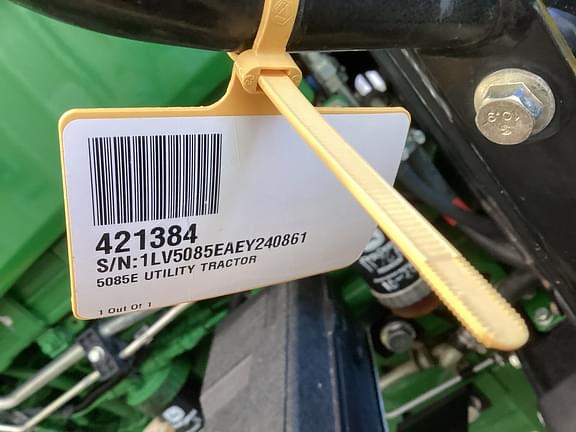 421384
S/N:1LV5085EAEY240861
5085E UTILITY TRACTOR
1 Out Of 1
10.9